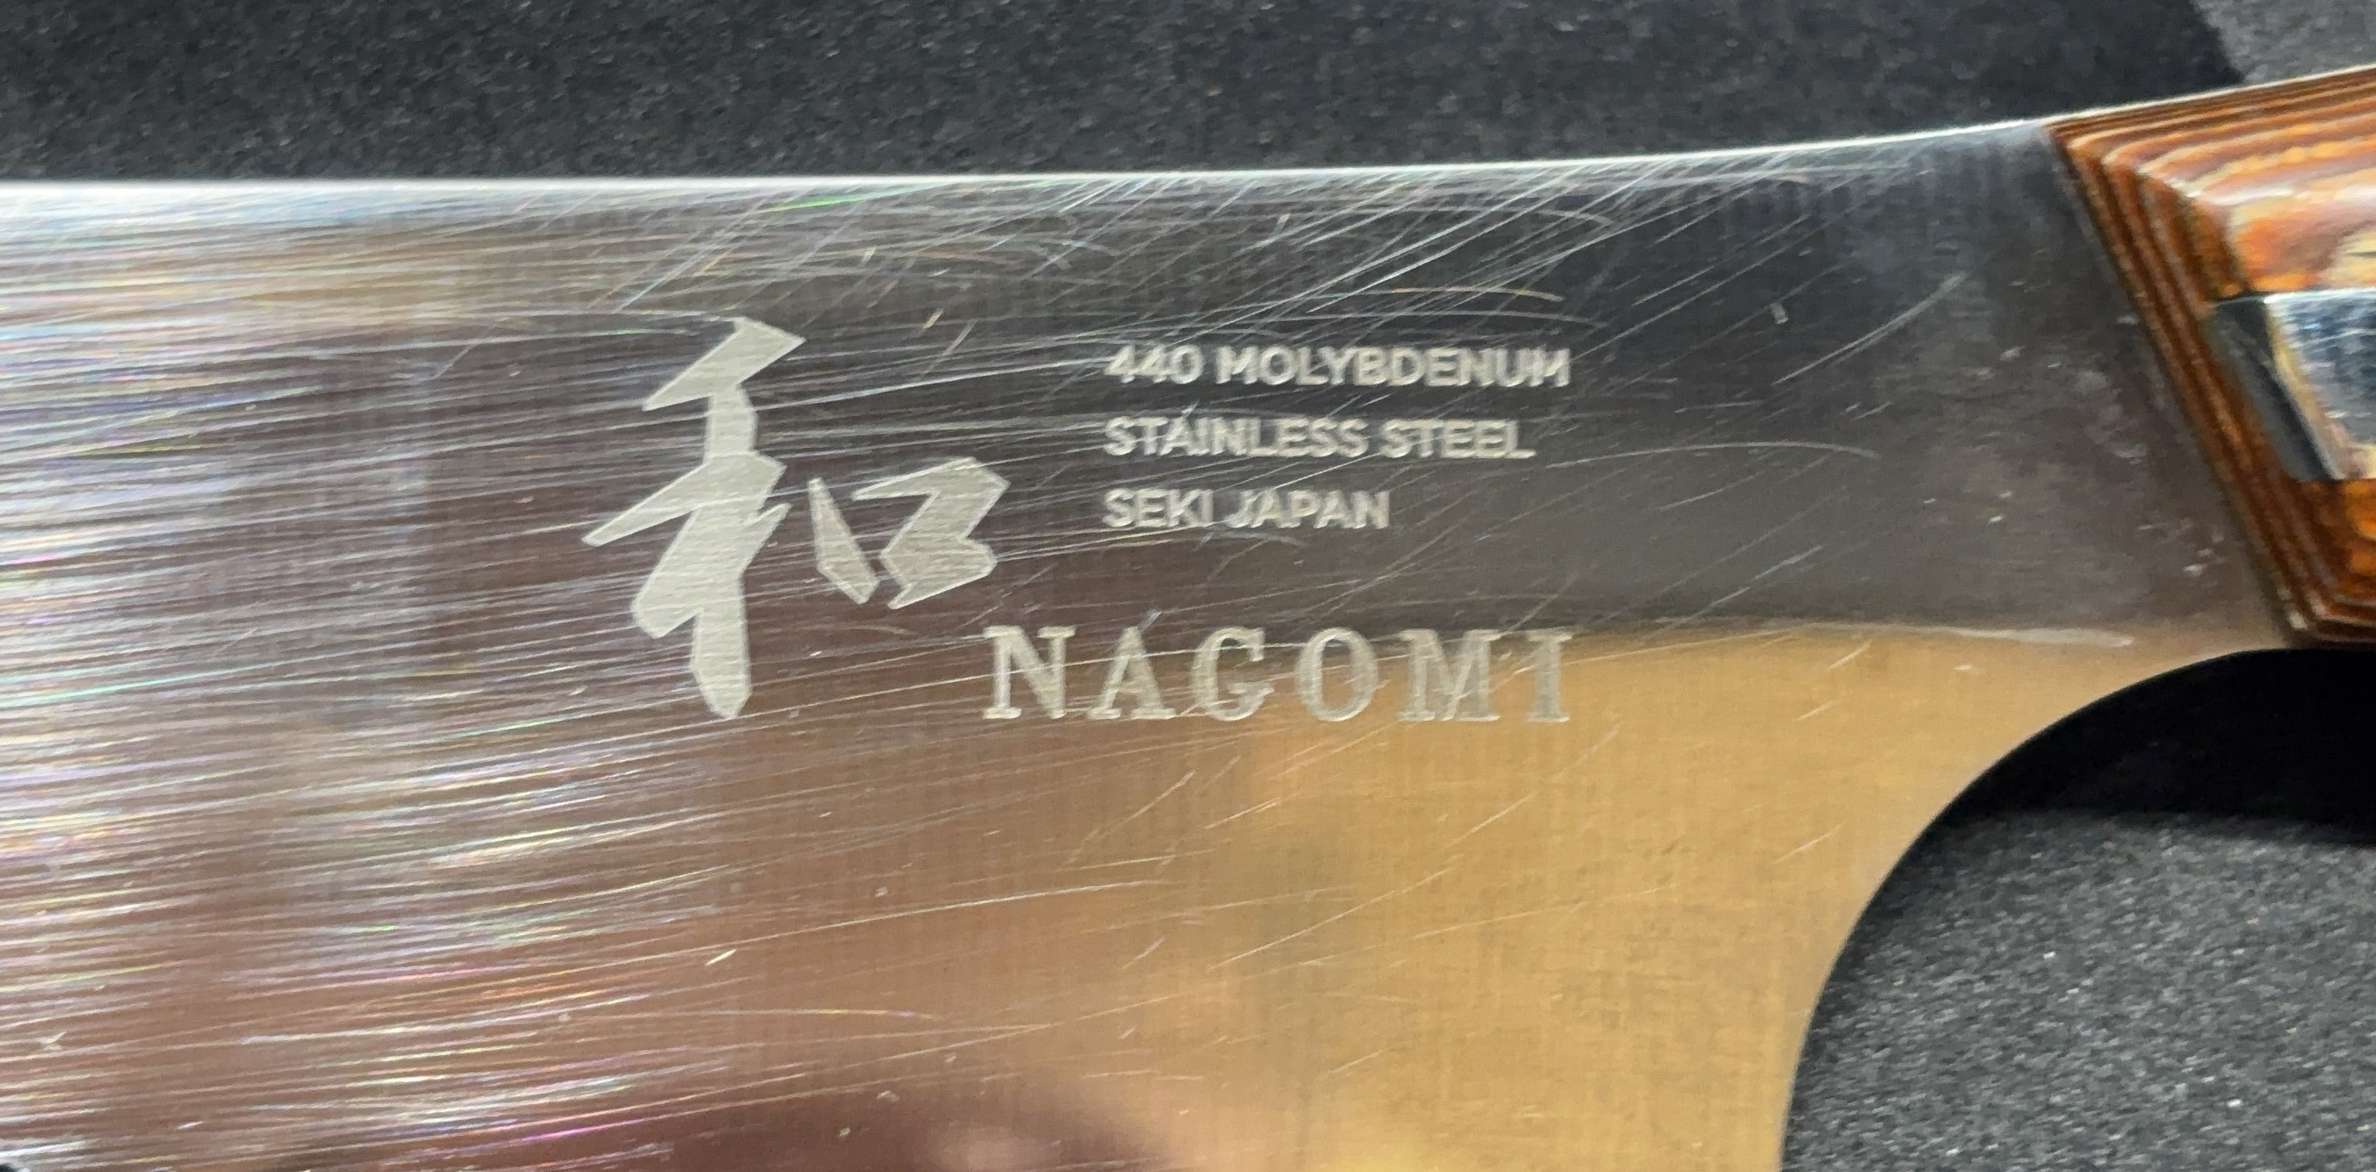 和
440 MOLYBDENUM
STAINLESS STEEL
SEKI JAPAN
NAGOMI